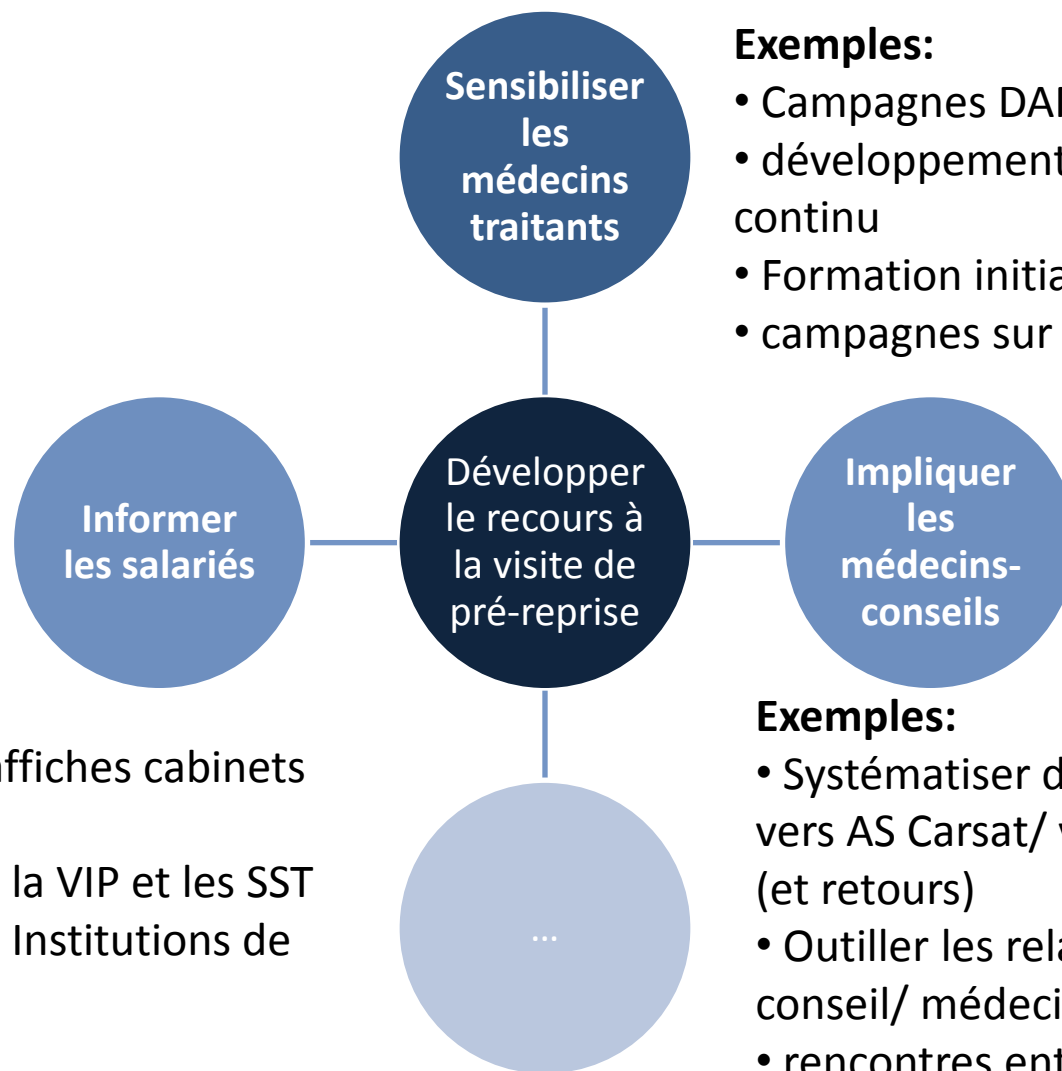 Sensibiliser
les
médecins
traitants
Exemples:
• Campagnes
• développement
continu
• Formation
• campagnes sur
Informer
les salariés
Développer
le recours à
la visite de
pré-reprise
Impliquer
les
médecins-
conseils
affiches cabinets
la VIP et les SST
Institutions de
...
Exemples:
• Systématiser
vers AS Carsat/
(et retours)
• Outiller les
conseil/
• rencontres